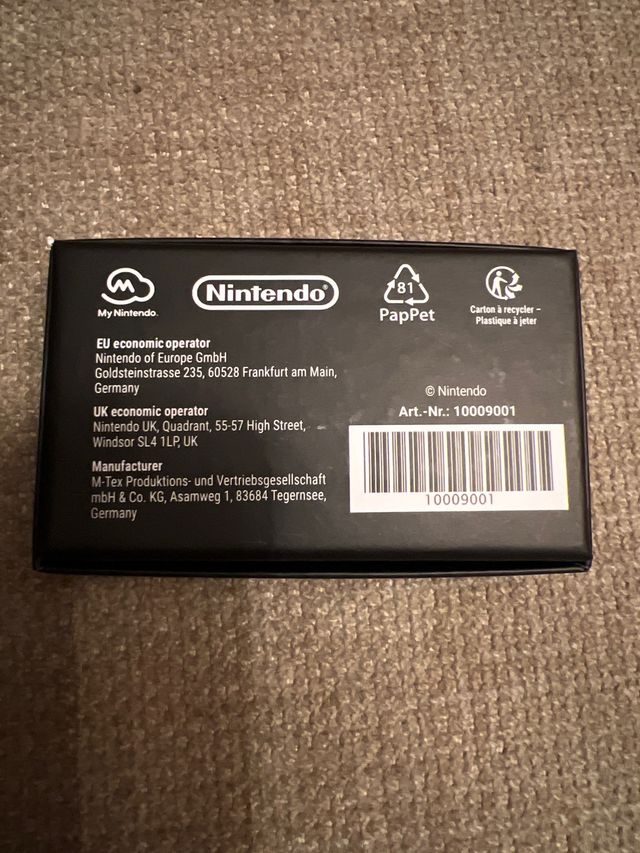 My Nintendo.
Nintendo®
81
PapPet
Carton à recycler –
Plastique à jeter
EU economic operator
Nintendo of Europe GmbH
Goldsteinstrasse 235, 60528 Frankfurt am Main,
Germany
UK economic operator
Nintendo UK, Quadrant, 55-57 High Street,
Windsor SL4 1LP, UK
Manufacturer
M-Tex Produktions- und Vertriebsgesellschaft
mbH & Co. KG, Asamweg 1, 83684 Tegernsee,
Germany
© Nintendo
Art.-Nr.: 10009001
10009001